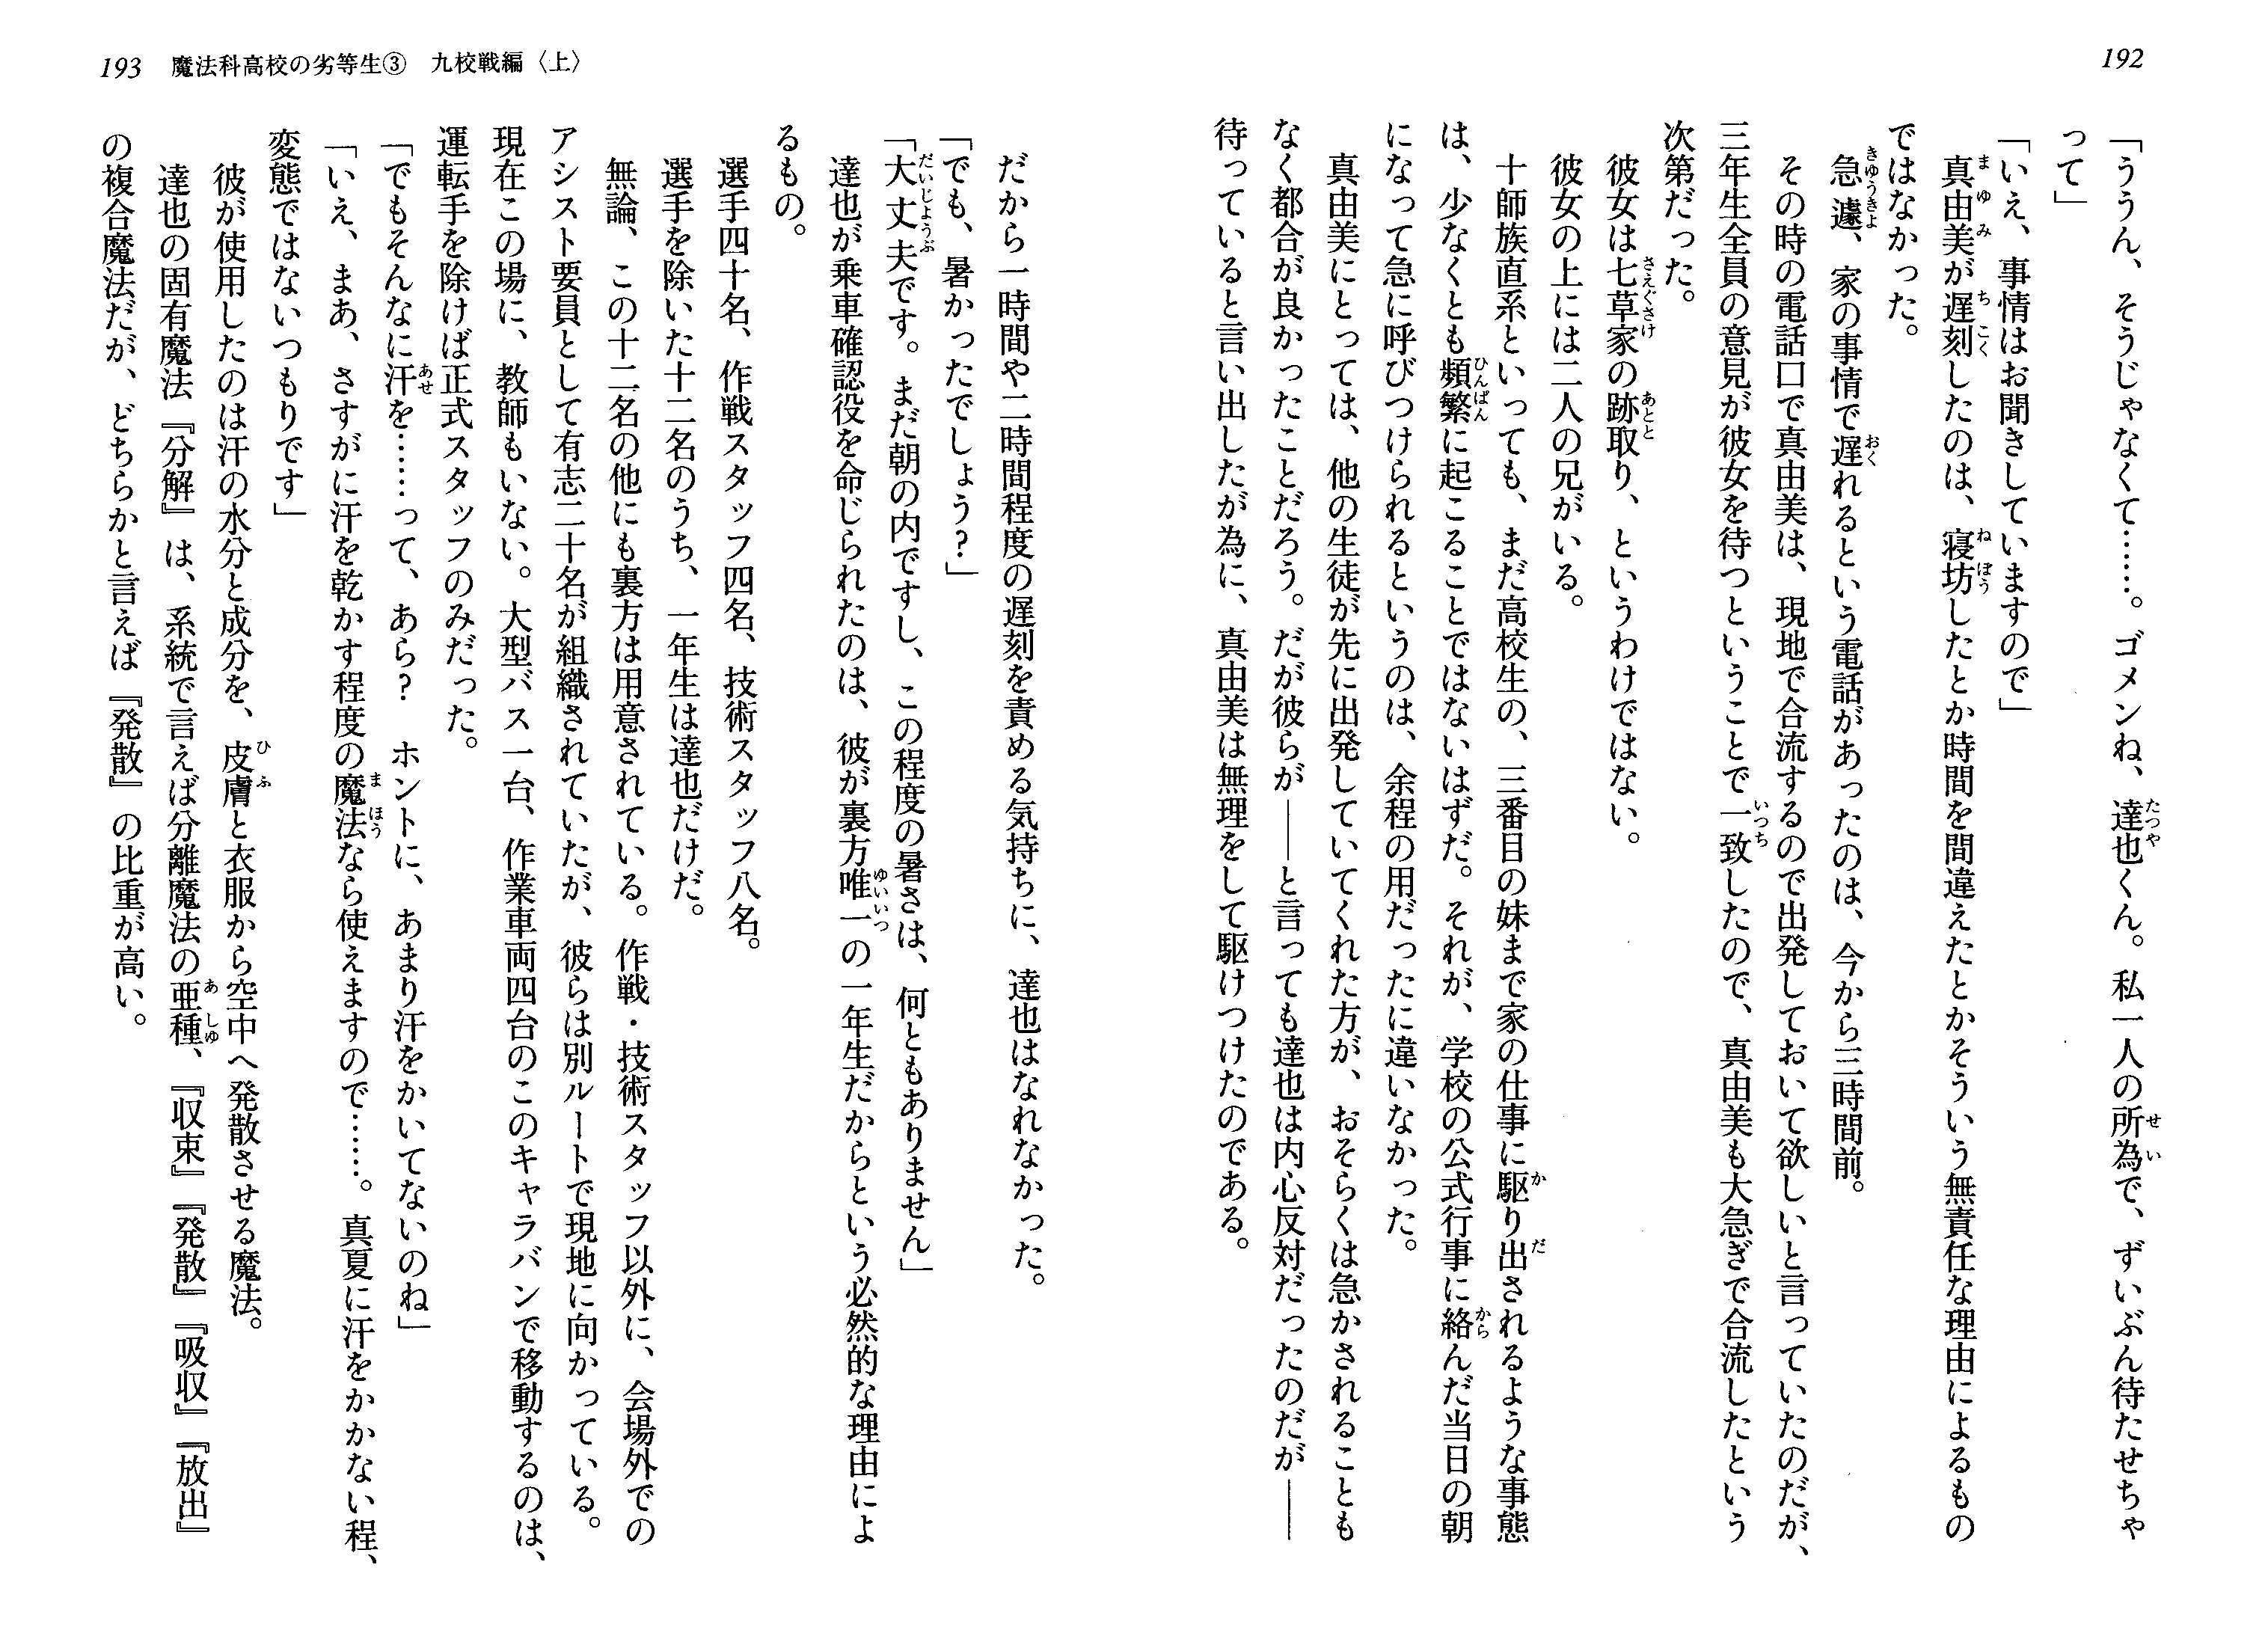 192
「ううん、そうじゃなくて……。ゴメンね、達也くん。私一人の所為で、ずいぶん待たせちゃ
って」
「いえ、事情はお聞きしていますので」
真由美が遅刻したのは、寝坊したとか時間を間違えたとかそういう無責任な理由によるもの
ではなかった。
急遽、家の事情で遅れるという電話があったのは、今から三時間前。
その時の電話口で真由美は、現地で合流するので出発しておいて欲しいと言っていたのだが、
三年生全員の意見が彼女を待つということで一致したので、真由美も大急ぎで合流したという
次第だった。
彼女は七草家の跡取り、というわけではない。
彼女の上には二人の兄がいる。
十師族直系といっても、まだ高校生の、三番目の妹まで家の仕事に駆り出されるような事態
は、少なくとも頻繁に起こることではないはずだ。それが、学校の公式行事に絡んだ当日の朝
になって急に呼びつけられるというのは、余程の用だったに違いなかった。
真由美にとっては、他の生徒が先に出発していてくれた方が、おそらくは急かされることも
なく都合が良かったことだろう。だが彼らが――と言っても達也は内心反対だったのだが――
待っていると言い出したが為に、真由美は無理をして駆けつけたのである。
193 魔法科高校の劣等生③ 九校戦編〈上〉
だから一時間や二時間程度の遅刻を責める気持ちに、達也はなれなかった。
「でも、暑かったでしょう?」
「大丈夫です。まだ朝の内ですし、この程度の暑さは、何ともありません」
達也が乗車確認役を命じられたのは、彼が裏方唯一の一年生だからという必然的な理由によ
るもの。
選手四十名、作戦スタッフ四名、技術スタッフ八名。
選手を除いた十二名のうち、一年生は達也だけだ。
無論、この十二名の他にも裏方は用意されている。作戦・技術スタッフ以外に、会場外での
アシスト要員として有志二十名が組織されていたが、彼らは別ルートで現地に向かっている。
現在この場に、教師もいない。大型バス一台、作業車両四台のこのキャラバンで移動するのは、
運転手を除けば正式スタッフのみだった。
「でもそんなに汗を……って、あら? ホントに、あまり汗をかいてないのね」
「いえ、まあ、さすがに汗を乾かす程度の魔法なら使えますので……。真夏に汗をかかない程、
変態ではないつもりです」
彼が使用したのは汗の水分と成分を、皮膚と衣服から空中へ発散させる魔法。
達也の固有魔法『分解』は、系統で言えば分離魔法の亜種、『収束』『発散』『吸収』『放出』
の複合魔法だが、どちらかと言えば『発散』の比重が高い。